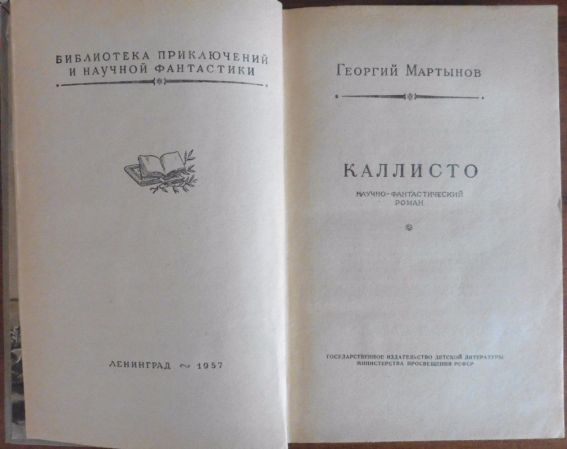 БИБЛИОТЕКА ПРИКЛЮЧЕНИЙ
И НАУЧНОЙ ФАНТАСТИКИ
ЛЕНИНГРАД ~ 1957
ГЕОРГИЙ МАРТЫНОВ
КАЛЛИСТО
НАУЧНО-ФАНТАСТИЧЕСКИЙ
РОМАН
ГОСУДАРСТВЕННОЕ ИЗДАТЕЛЬСТВО ДЕТСКОЙ ЛИТЕРАТУРЫ
МИНИСТЕРСТВА ПРОСВЕЩЕНИЯ РСФСР